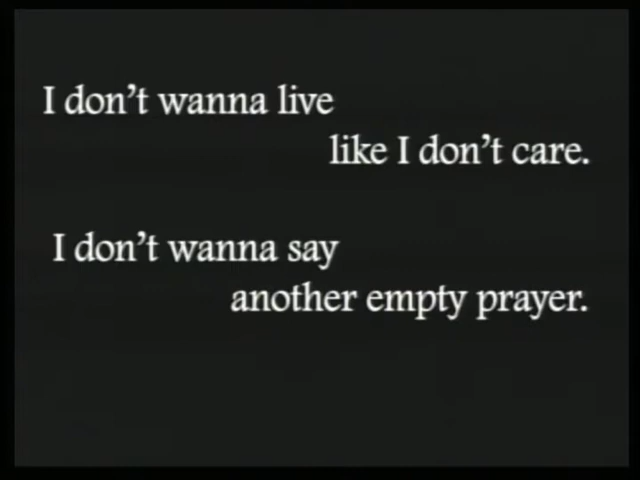 I don't wanna live
like I don't care.
I don't wanna say
another empty prayer.